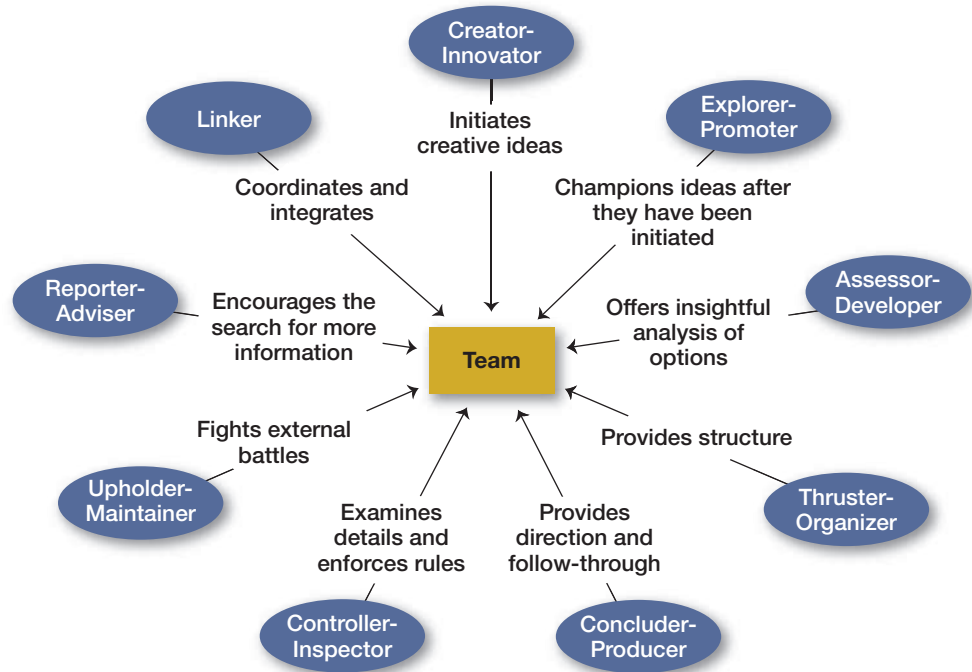 Creator-
Innovator
Initiates
creative ideas
Explorer-
Promoter
Champions ideas after
they have been
initiated
Assessor-
Developer
Offers insightful
analysis of
options
Thruster-
Organizer
Provides structure
Concluder-
Producer
Provides
direction and
follow-through
Controller-
Inspector
Examines
details and
enforces rules
Upholder-
Maintainer
Fights external
battles
Reporter-
Adviser
Encourages the
search for more
information
Linker
Coordinates and
integrates
Team